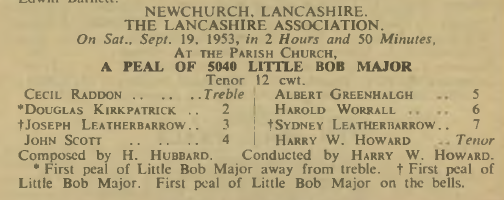 Edwin Barnett.
NEWCHURCH, LANCASHIRE.
THE LANCASHIRE ASSOCIATION.
On Sat., Sept. 19, 1953, in 2 Hours and 50 Minutes,
AT THE PARISH CHURCH,
A PEAL OF 5040 LITTLE BOB MAJOR
Tenor 12 cwt.
CECIL RADDON .. .. ..Treble
*DOUGLAS KIRKPATRICK .. 2
†JOSEPH LEATHERBARROW.. 3
JOHN SCOTT .. .. .. 4
ALBERT GREENHALGH .. 5
HAROLD WORRALL .. .. 6
†SYDNEY LEATHERBARROW.. 7
HARRY W. HOWARD ..Tenor
Composed by H. HUBBARD. Conducted by HARRY W. HOWARD.
* First peal of Little Bob Major away from treble. † First peal of
Little Bob Major. First peal of Little Bob Major on the bells.